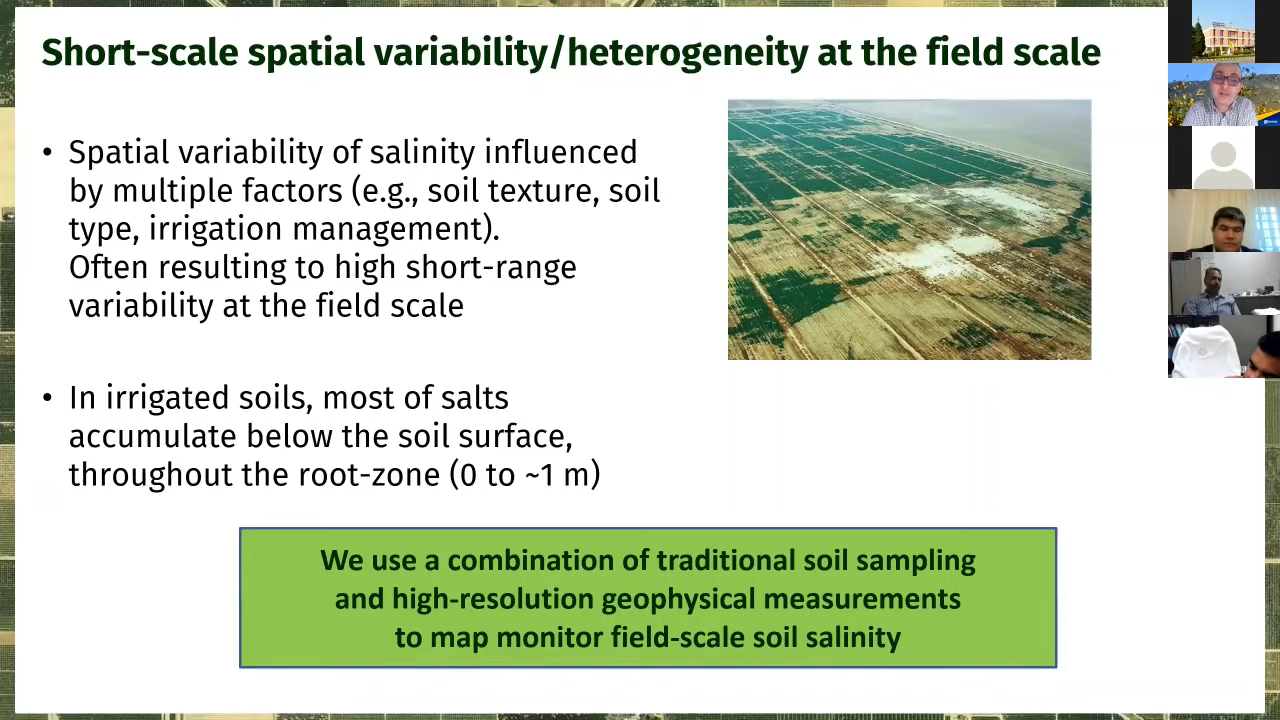 Short-scale spatial variability/heterogeneity at the field scale
• Spatial variability of salinity influenced
by multiple factors (e.g., soil texture, soil
type, irrigation management).
Often resulting to high short-range
variability at the field scale
• In irrigated soils, most of salts
accumulate below the soil surface,
throughout the root-zone (0 to ~1 m)
We use a combination of traditional soil sampling
and high-resolution geophysical measurements
to map monitor field-scale soil salinity